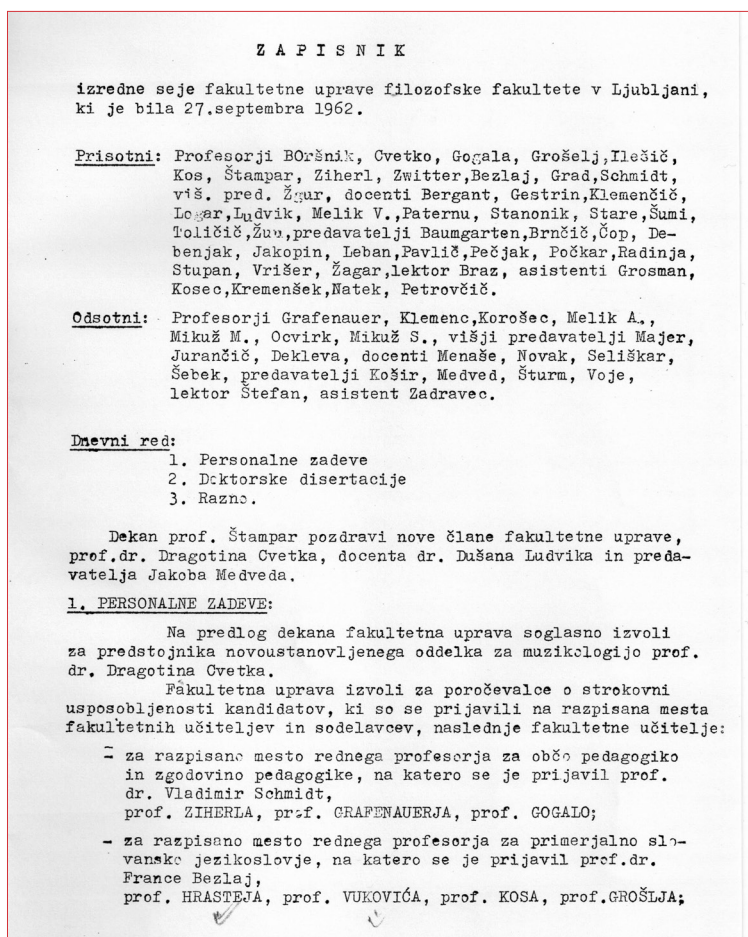 ZAPISNIK
izredne seje fakultetne uprave filozofske fakultete v Ljubljani,
ki je bila 27.septembra 1962.
Prisotni: Profesorji BOršnik, Cvetko, Gogala, Grošelj,Ilešič,
Kos, Štampar, Ziherl, Zwitter,Bezlaj, Grad,Schmidt,
viš. pred. Žgur, docenti Bergant, Gestrin,Klemenčič,
Logar,Ludvik, Melik V.,Paternu, Stanonik, Stare,Šumi,
Toličič, predavatelji Baumgarten,Brnčič,Čop, De-
benjak, Jakopin, Leban,Pavlič,Pečjak, Počkar,Radinja,
Stupan, Vrišer, Žagar,lektor Braz, asistenti Grosman,
Kosec,Kremenšek,Natek, Petrovčič.
Odsotni: Profesorji Grafenauer, Klemenc,Korošec, Melik A.,
Mikuž M., Ocvirk, Mikuž S., višji predavatelji Majer,
Jurančič, Dekleva, docenti Menaše, Novak, Seliškar,
Šebek, predavatelji Košir, Medved, Šturm, Voje,
lektor Štefan, asistent Zadravec.
Dnevni red:
1. Personalne zadeve
2. Doktorske disertacije
3. Razno.
Dekan prof. Štampar pozdravi nove člane fakultetne uprave,
prof.dr. Dragotina Cvetka, docenta dr. Dušana Ludvika in preda-
vatelja Jakoba Medveda.
1. PERSONALNE ZADEVE:
Na predlog dekana fakultetna uprava soglasno izvoli
za predstojnika novoustanovljenega oddelka za muzikologijo prof.
dr. Dragotina Cvetka.
Fakultetna uprava izvoli za poročevalce o strokovni
usposobljenosti kandidatov, ki so se prijavili na razpisana mesta
fakultetnih učiteljev in sodelavcev, naslednje fakultetne učitelje:
- za razpisano mesto rednega profesorja za občo pedagogiko
in zgodovino pedagogike, na katero se je prijavil prof.
dr. Vladimir Schmidt,
prof. ZIHERLA, prof. GRAFENAUERJA, prof. GOGALO;
- za razpisano mesto rednega profesorja za primerjalno slo-
vansko jezikoslovje, na katero se je prijavil prof.dr.
France Bezlaj,
prof. HRASTEJA, prof. VUKOVIĆA, prof. KOSA, prof.GROŠLJA;